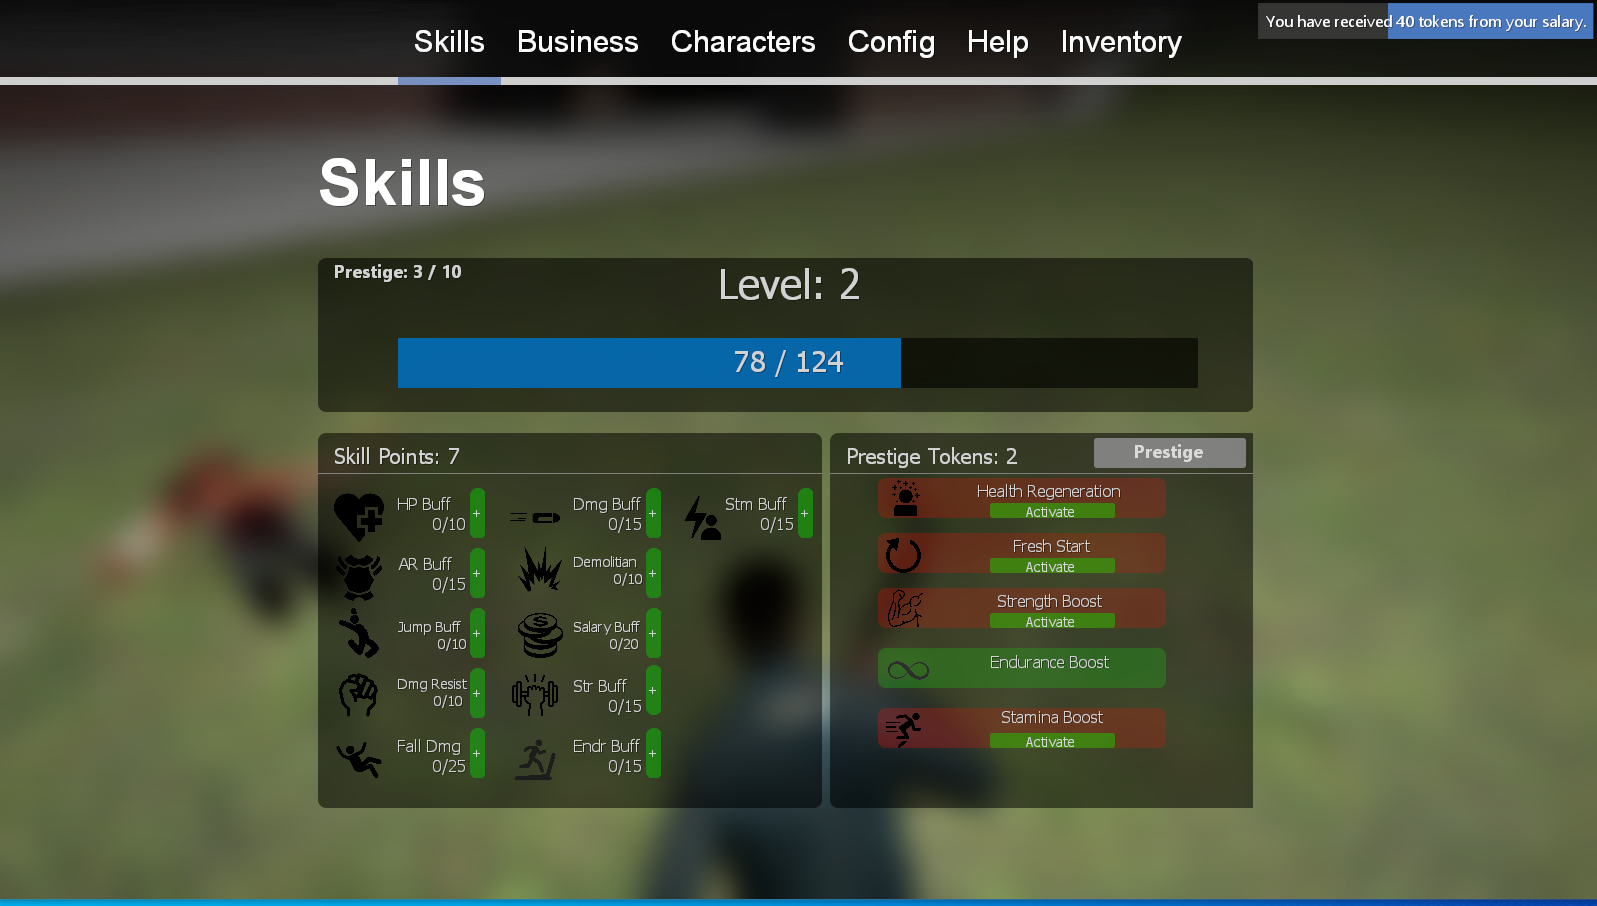 Skills Business Characters Config Help Inventory
You have received 40 tokens from your salary.
Skills
Prestige: 3 / 10
Level: 2
78 / 124
Skill Points: 7
HP Buff
0/10
+
Dmg Buff
0/15
+
Stm Buff
0/15
+
AR Buff
0/15
+
Demolitian
0/10
+
Jump Buff
0/10
+
Salary Buff
0/20
+
Dmg Resist
0/10
+
Str Buff
0/15
+
Fall Dmg
0/25
+
Endr Buff
0/15
+
Prestige Tokens: 2
Prestige
Health Regeneration
Activate
Fresh Start
Activate
Strength Boost
Activate
Endurance Boost
Stamina Boost
Activate